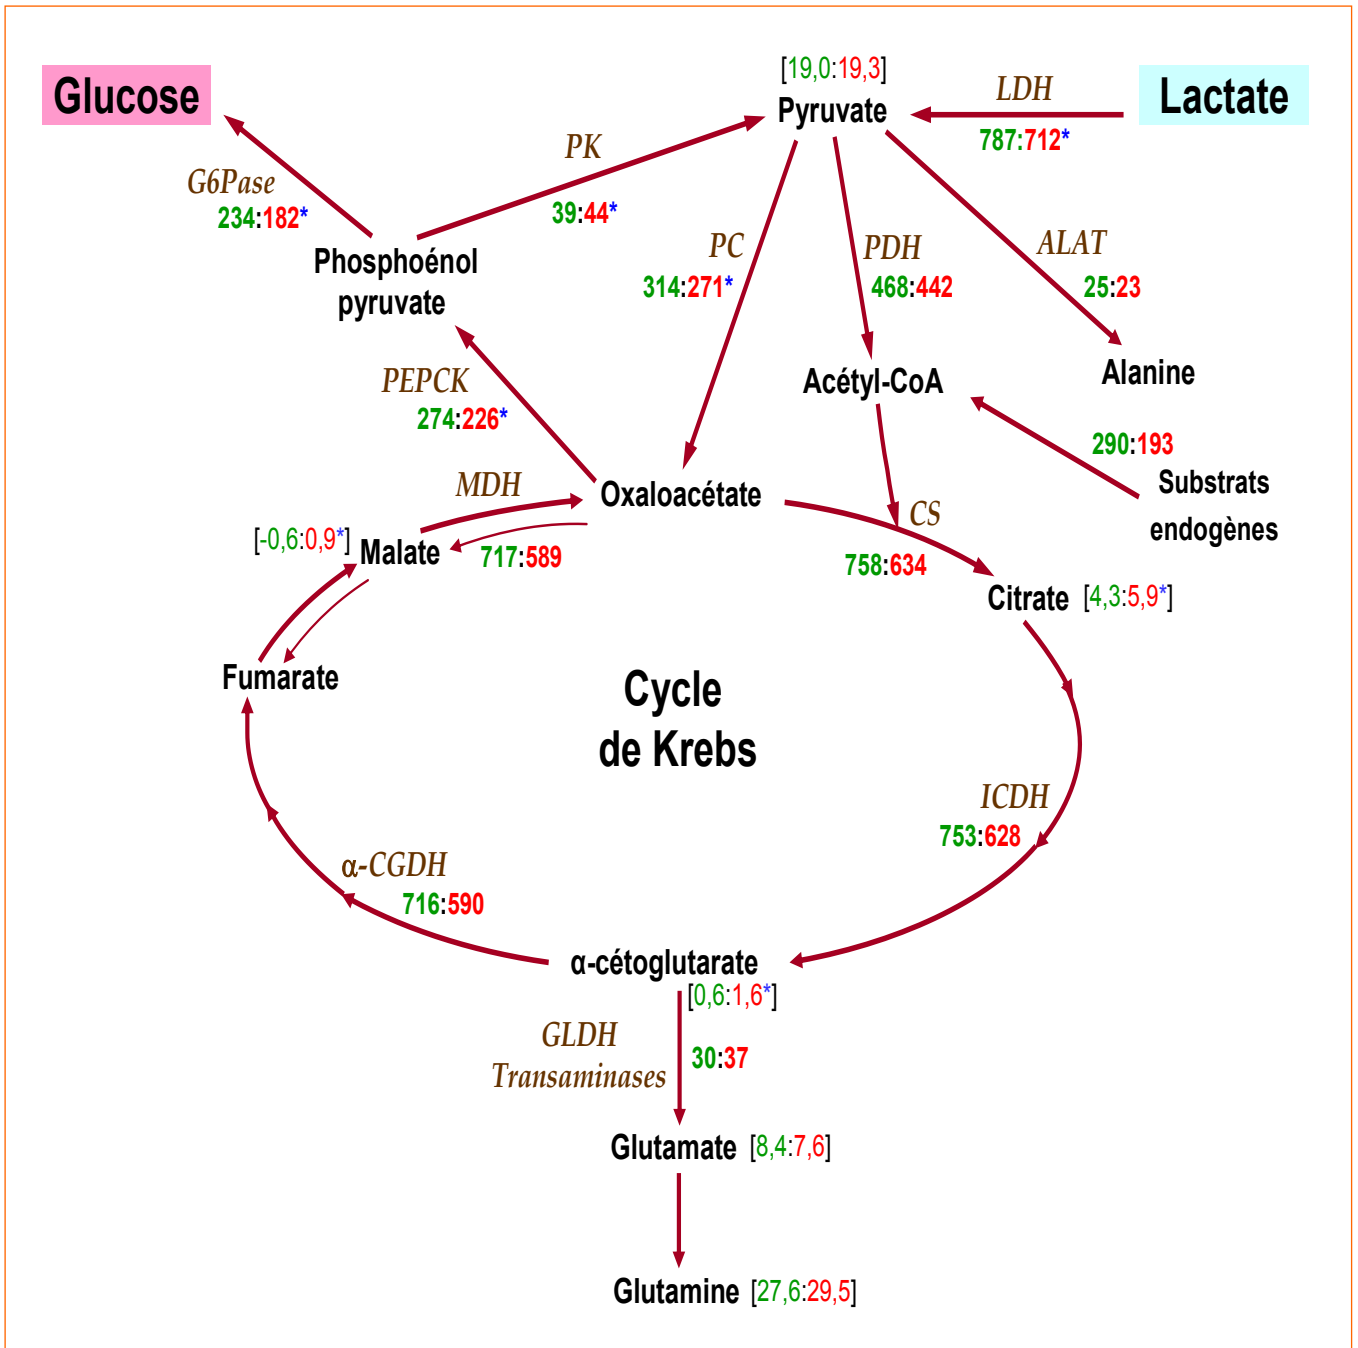 [19,0:19,3]
Glucose
Pyruvate
LDH
Lactate
787:712*
PK
G6Pase
234:182*
39:44*
Phosphoénol
pyruvate
PC
314:271*
PDH
468:442
ALAT
25:23
PEPCK
274:226*
Acétyl-CoA
Alanine
290:193
Substrats
endogènes
MDH
Oxaloacétate
CS
[-0,6:0,9*]
Malate
717:589
758:634
Citrate [4,3:5,9*]
Fumarate
Cycle
de Krebs
ICDH
753:628
α-CGDH
716:590
α-cétoglutarate
[0,6:1,6*]
GLDH
Transaminases
30:37
Glutamate [8,4:7,6]
Glutamine [27,6:29,5]